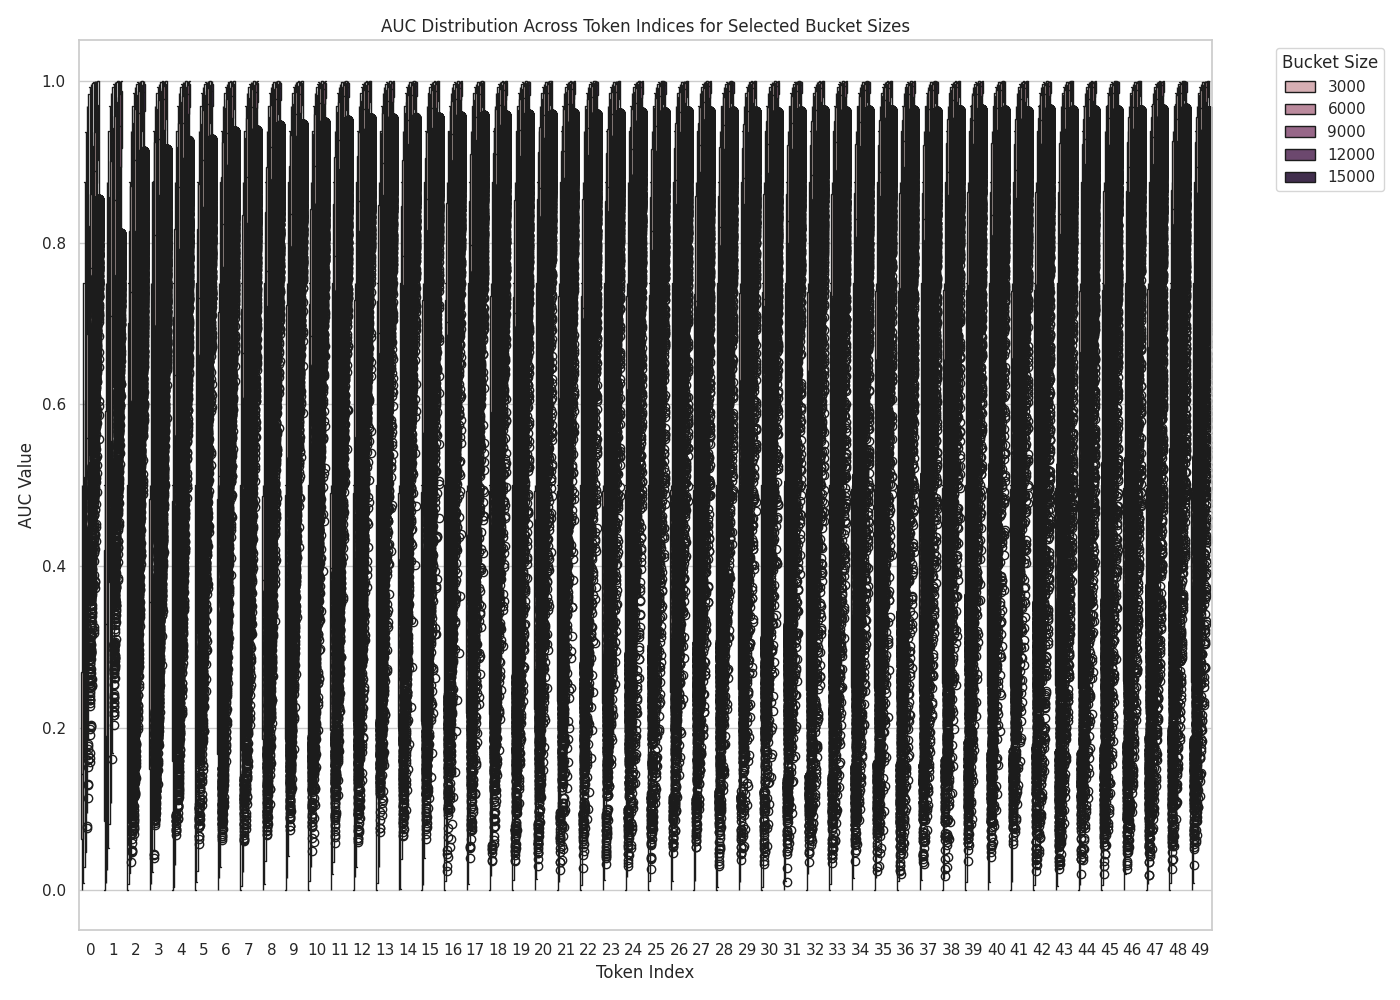 AUC Distribution Across Token Indices for Selected Bucket Sizes
Bucket Size
3000
6000
9000
12000
15000
1.0
0.8
0.6
0.4
0.2
0.0
AUC Value
0 1 2 3 4 5 6 7 8 9 10 11 12 13 14 15 16 17 18 19 20 21 22 23 24 25 26 27 28 29 30 31 32 33 34 35 36 37 38 39 40 41 42 43 44 45 46 47 48 49
Token Index